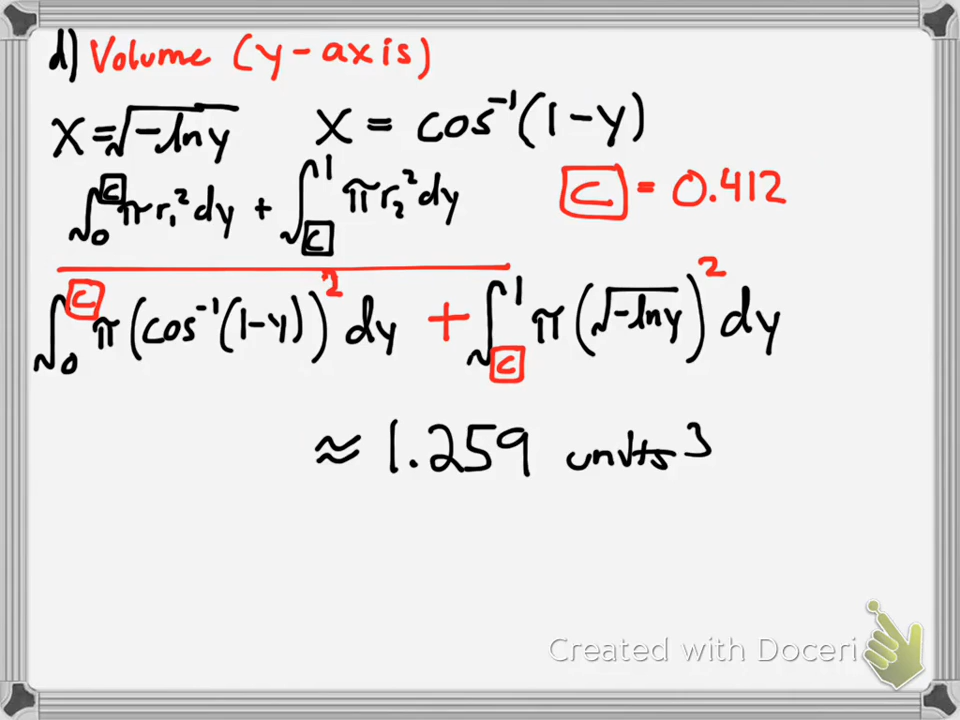 d) Volume (y-axis)
x = √(-ln y) x = cos⁻¹(1-y)
∫₀^C πr₁² dy + ∫_C^1 πr₂² dy C = 0.412
∫₀^C π(cos⁻¹(1-y))² dy + ∫_C^1 π(√(-ln y))² dy
≈ 1.259 units³
Created with Doceri